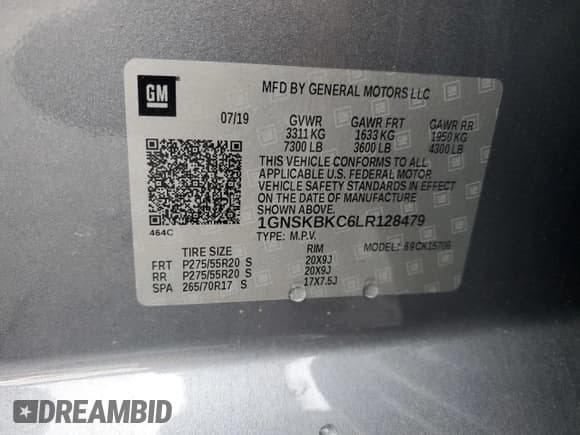 GM
MFD BY GENERAL MOTORS LLC
07/19 GVWR GAWR FRT GAWR RR
3311 KG 1633 KG 1950 KG
7300 LB 3600 LB 4300 LB
THIS VEHICLE CONFORMS TO ALL
APPLICABLE U.S. FEDERAL MOTOR
VEHICLE SAFETY STANDARDS IN EFFECT
ON THE DATE OF MANUFACTURE
SHOWN ABOVE.
1GNSKBKC6LR128479
464C TYPE: M.P.V. MODEL: 69CK15706
TIRE SIZE RIM
FRT P275/55R20 S 20X9J
RR P275/55R20 S 20X9J
SPA 265/70R17 S 17X7.5J
DREAMBID